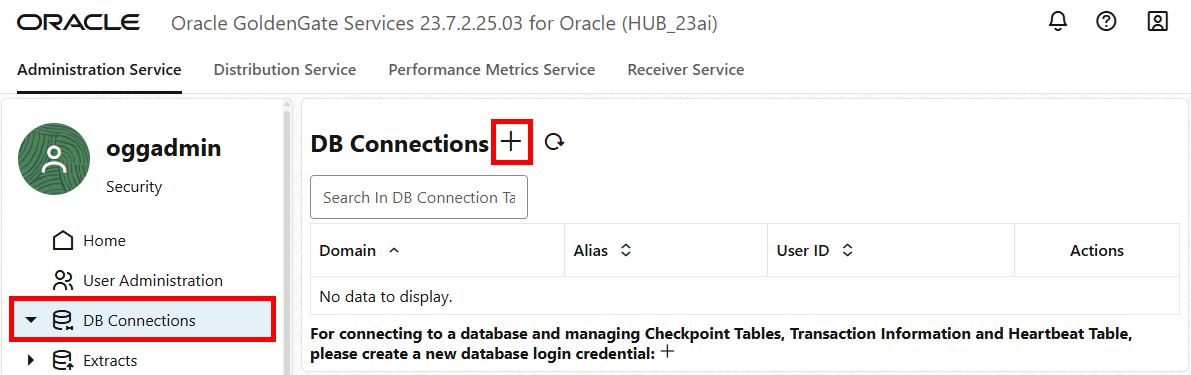 ORACLE Oracle GoldenGate Services 23.7.2.25.03 for Oracle (HUB_23ai)
Administration Service Distribution Service Performance Metrics Service Receiver Service
oggadmin
Security
Home
User Administration
DB Connections
Extracts
DB Connections
Search In DB Connection Ta
Domain Alias User ID Actions
No data to display.
For connecting to a database and managing Checkpoint Tables, Transaction Information and Heartbeat Table,
please create a new database login credential: